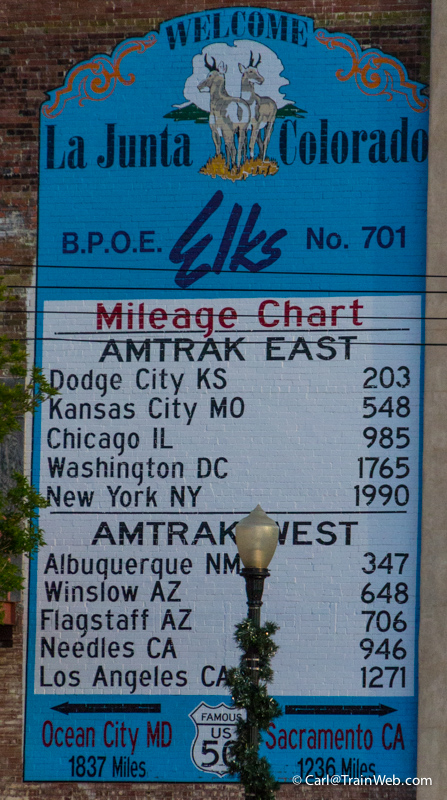 WELCOME
La Junta Colorado
B.P.O.E. Elks No. 701
Mileage Chart
AMTRAK EAST
Dodge City KS 203
Kansas City MO 548
Chicago IL 985
Washington DC 1765
New York NY 1990
AMTRAK WEST
Albuquerque NM 347
Winslow AZ 648
Flagstaff AZ 706
Needles CA 946
Los Angeles CA 1271
FAMOUS
US
50
Ocean City MD Sacramento CA
1837 Miles 1236 Miles
© Carl@TrainWeb.com